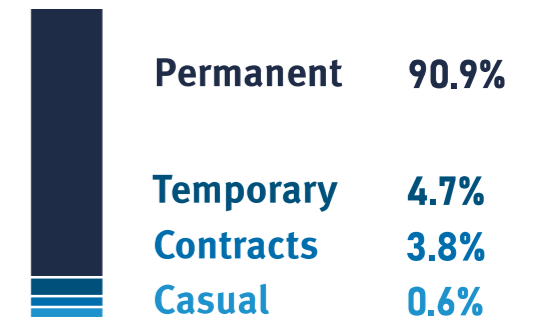 Permanent 90.9%
Temporary 4.7%
Contracts 3.8%
Casual 0.6%